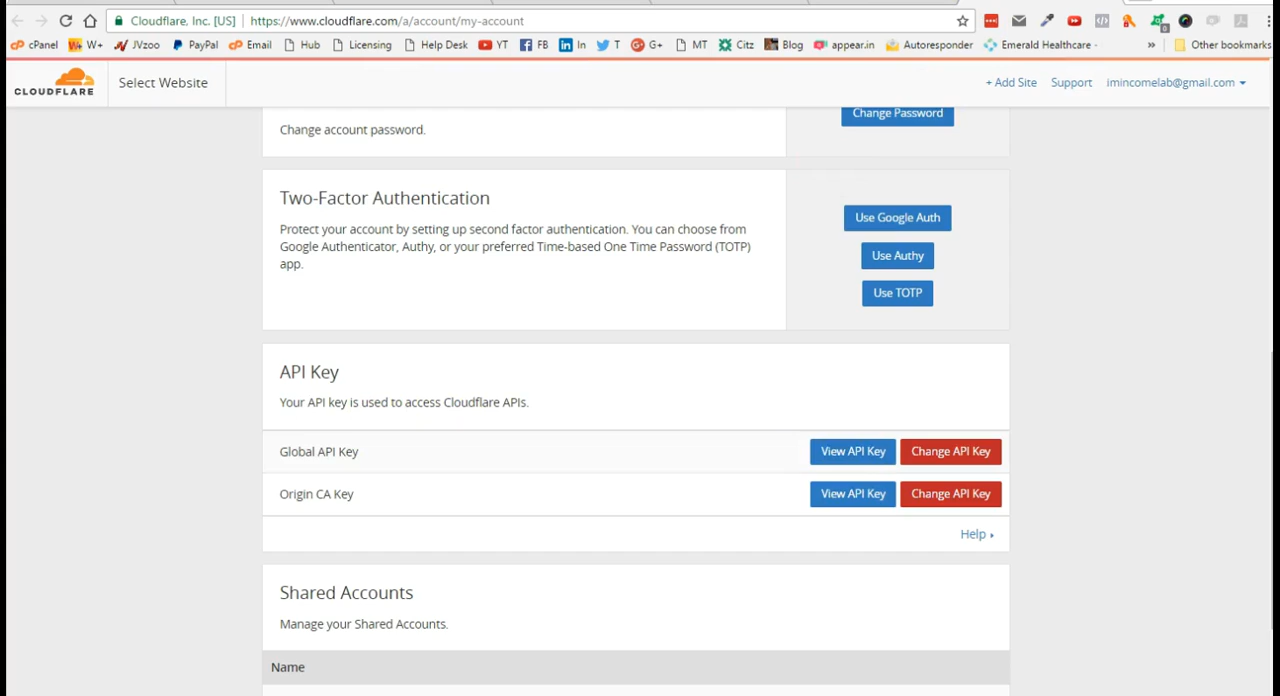 Cloudflare, Inc. [US] https://www.cloudflare.com/a/account/my-account
cPanel W+ JVzoo PayPal Email Hub Licensing Help Desk YT FB In T G+ MT Citz Blog appear.in Autoresponder Emerald Healthcare - » Other bookmarks
CLOUDFLARE Select Website + Add Site Support imincomelab@gmail.com
Change Password
Change account password.
Two-Factor Authentication
Protect your account by setting up second factor authentication. You can choose from
Google Authenticator, Authy, or your preferred Time-based One Time Password (TOTP)
app.
Use Google Auth
Use Authy
Use TOTP
API Key
Your API key is used to access Cloudflare APIs.
Global API Key View API Key Change API Key
Origin CA Key View API Key Change API Key
Help
Shared Accounts
Manage your Shared Accounts.
Name